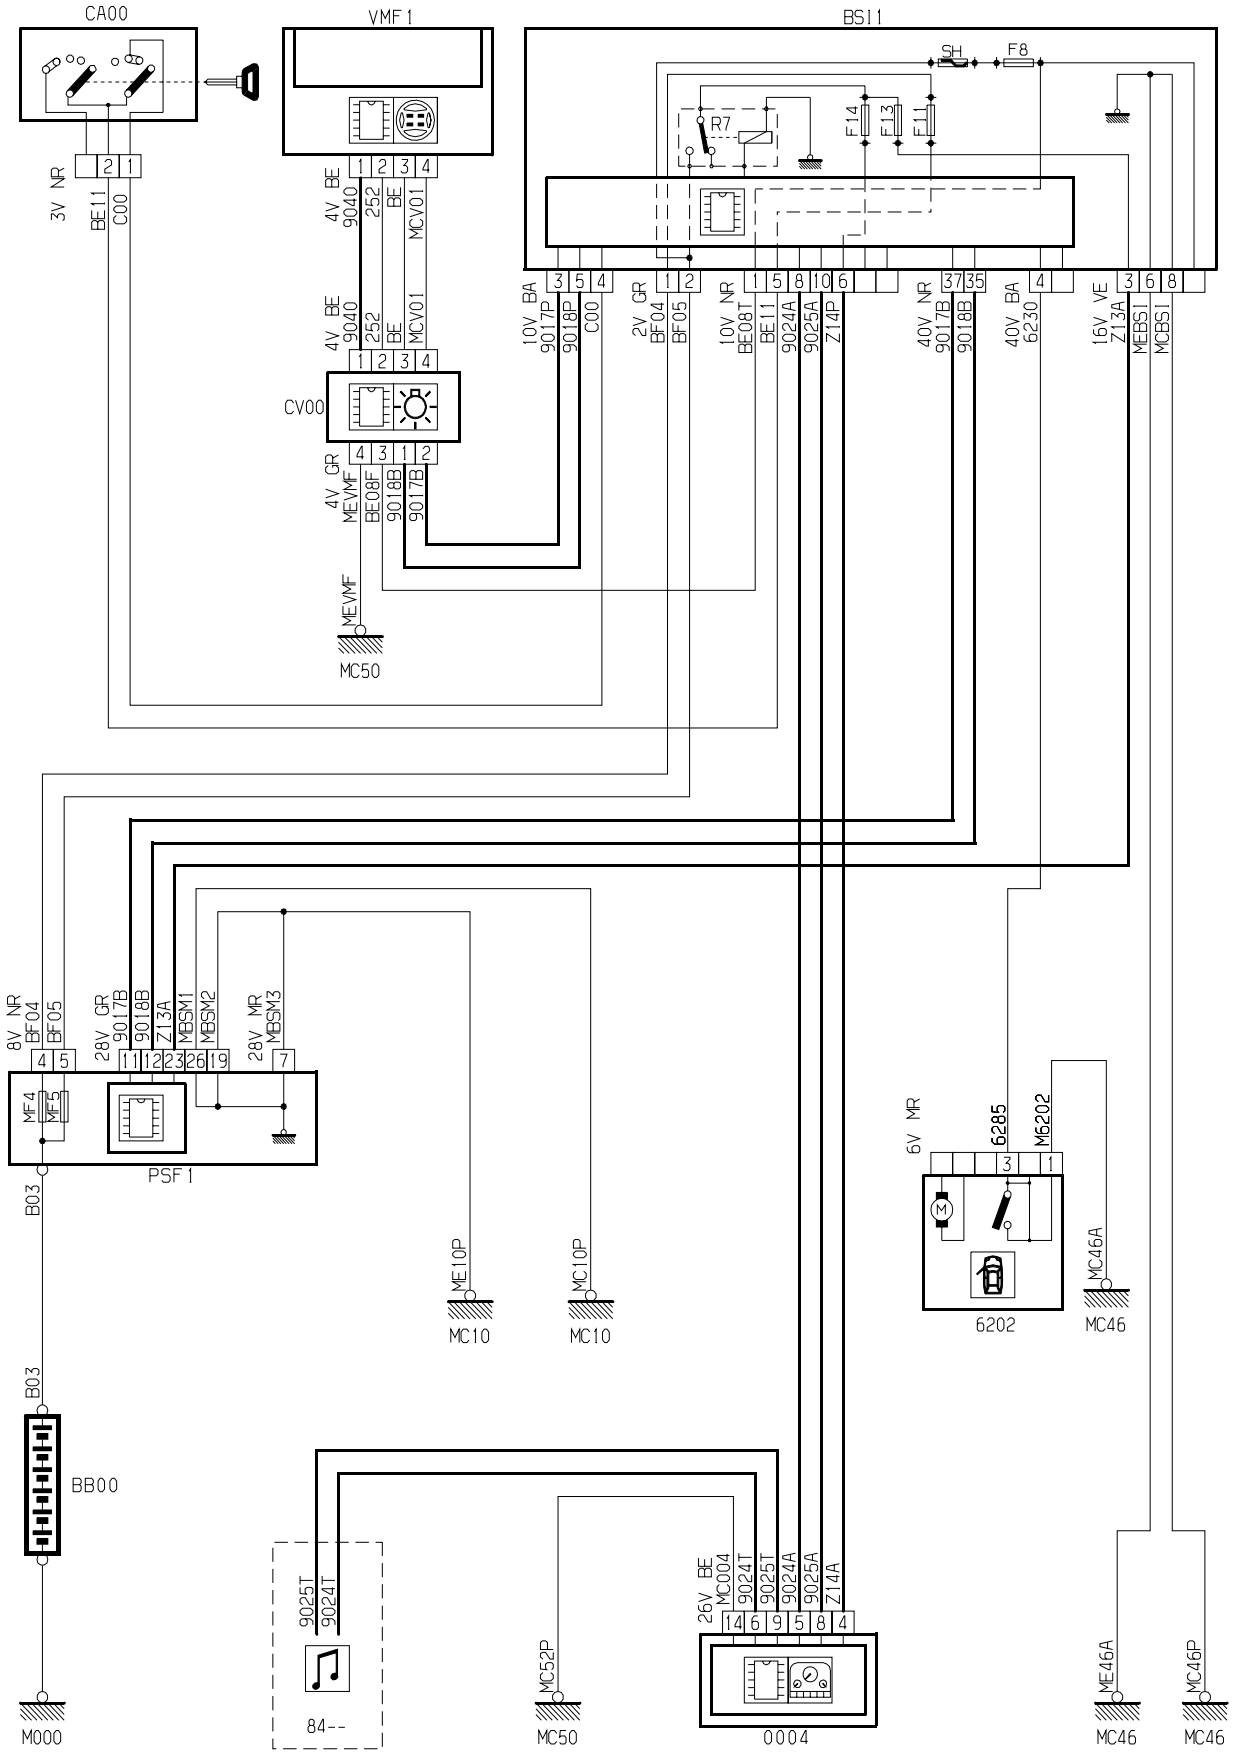 CA00
VMF1
BSI1
SH
F8
R7
F14
F13
F11
2 1
3V NR
BE11
C00
1 2 3 4
4V BE
9040
252
BE
MCV01
4V BE
9040
252
BE
MCV01
1 2 3 4
CV00
4 3 1 2
4V GR
MEVMF
BE08F
9018B
9017B
MEVMF
MC50
3 5 4
10V BA
9017P
9018P
C00
1 2
2V GR
BF04
BF05
1 5 8 10 6
10V NR
BE08T
BE11
9024A
9025A
Z14P
37 35
40V NR
9017B
9018B
4
40V BA
6230
3 6 8
16V VE
Z13A
MEBSI
MCBSI
8V NR
BF04
BF05
4 5
28V GR
9017B
9018B
Z13A
MBSM1
MBSM2
11 12 23 26 19
28V MR
MBSM3
7
MF4
MF5
PSF1
B03
B03
BB00
M000
ME10P
MC10
MC10P
MC10
6V MR
6285
M6202
3 1
M
6202
MC46A
MC46
9025T
9024T
84--
MC52P
MC50
26V BE
MC004
9024T
9025T
9024A
9025A
Z14A
14 6 9 5 8 4
0004
ME46A
MC46
MC46P
MC46